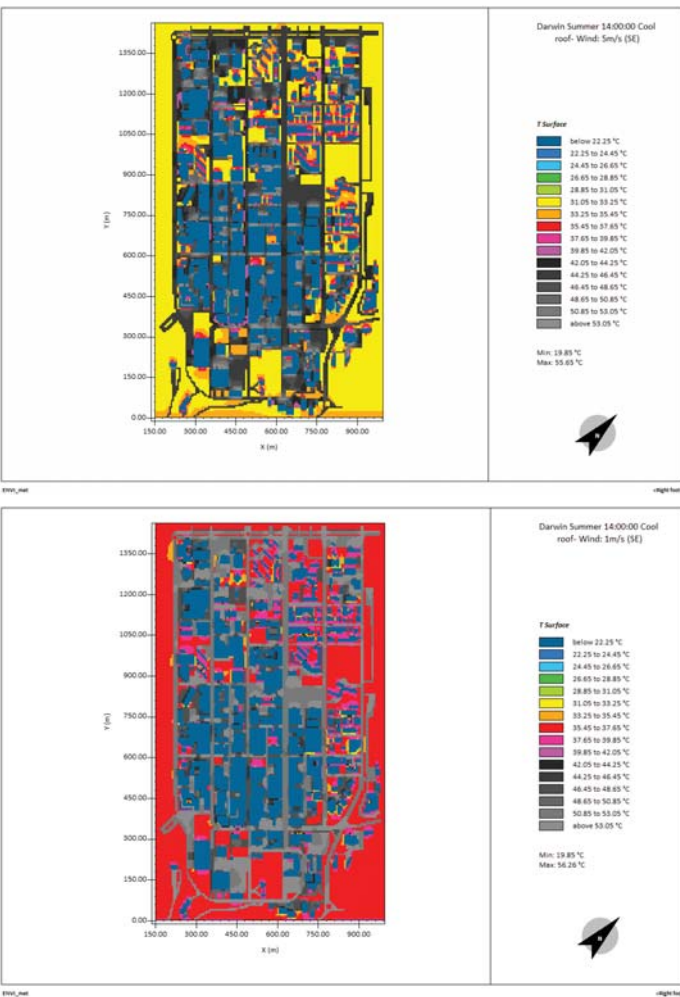 Darwin Summer 14:00:00 Cool
roof- Wind: 5m/s (SE)
T Surface
below 22.25 °C
22.25 to 24.45 °C
24.45 to 26.65 °C
26.65 to 28.85 °C
28.85 to 31.05 °C
31.05 to 33.25 °C
33.25 to 35.45 °C
35.45 to 37.65 °C
37.65 to 39.85 °C
39.85 to 42.05 °C
42.05 to 44.25 °C
44.25 to 46.45 °C
46.45 to 48.65 °C
48.65 to 50.85 °C
50.85 to 53.05 °C
above 53.05 °C
Min: 19.85 °C
Max: 55.65 °C
N
Y (m)
1350.00
1200.00
1050.00
900.00
750.00
600.00
450.00
300.00
150.00
0.00
150.00 300.00 450.00 600.00 750.00 900.00
X (m)
ENVI_met
<Right foot
Darwin Summer 14:00:00 Cool
roof- Wind: 1m/s (SE)
T Surface
below 22.25 °C
22.25 to 24.45 °C
24.45 to 26.65 °C
26.65 to 28.85 °C
28.85 to 31.05 °C
31.05 to 33.25 °C
33.25 to 35.45 °C
35.45 to 37.65 °C
37.65 to 39.85 °C
39.85 to 42.05 °C
42.05 to 44.25 °C
44.25 to 46.45 °C
46.45 to 48.65 °C
48.65 to 50.85 °C
50.85 to 53.05 °C
above 53.05 °C
Min: 19.85 °C
Max: 56.26 °C
N
Y (m)
1350.00
1200.00
1050.00
900.00
750.00
600.00
450.00
300.00
150.00
0.00
150.00 300.00 450.00 600.00 750.00 900.00
X (m)
ENVI_met
<Right foot